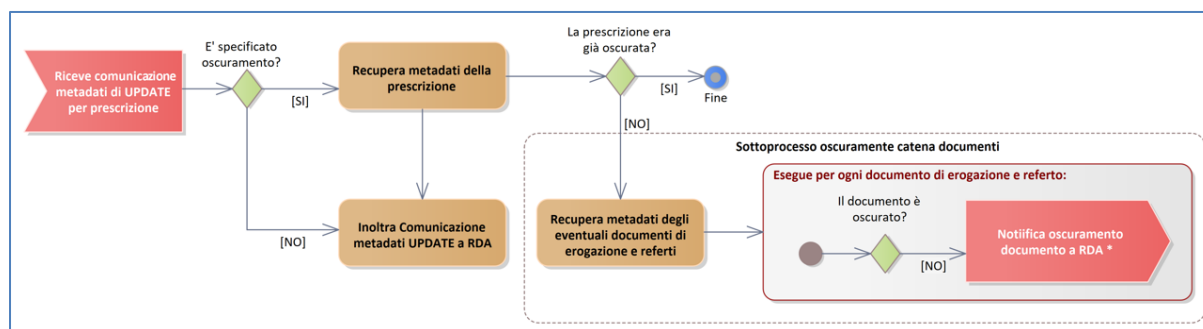 Riceve comunicazione
metadati di UPDATE
per prescrizione
E' specificato
oscuramento?
[SI]
[NO]
Recupera metadati della
prescrizione
Inoltra Comunicazione
metadati UPDATE a RDA
La prescrizione era
già oscurata?
[SI]
Fine
[NO]
Sottoprocesso oscuramente catena documenti
Recupera metadati degli
eventuali documenti di
erogazione e referti
Esegue per ogni documento di erogazione e referto:
Il documento è
oscurato?
[NO]
Notiifica oscuramento
documento a RDA *